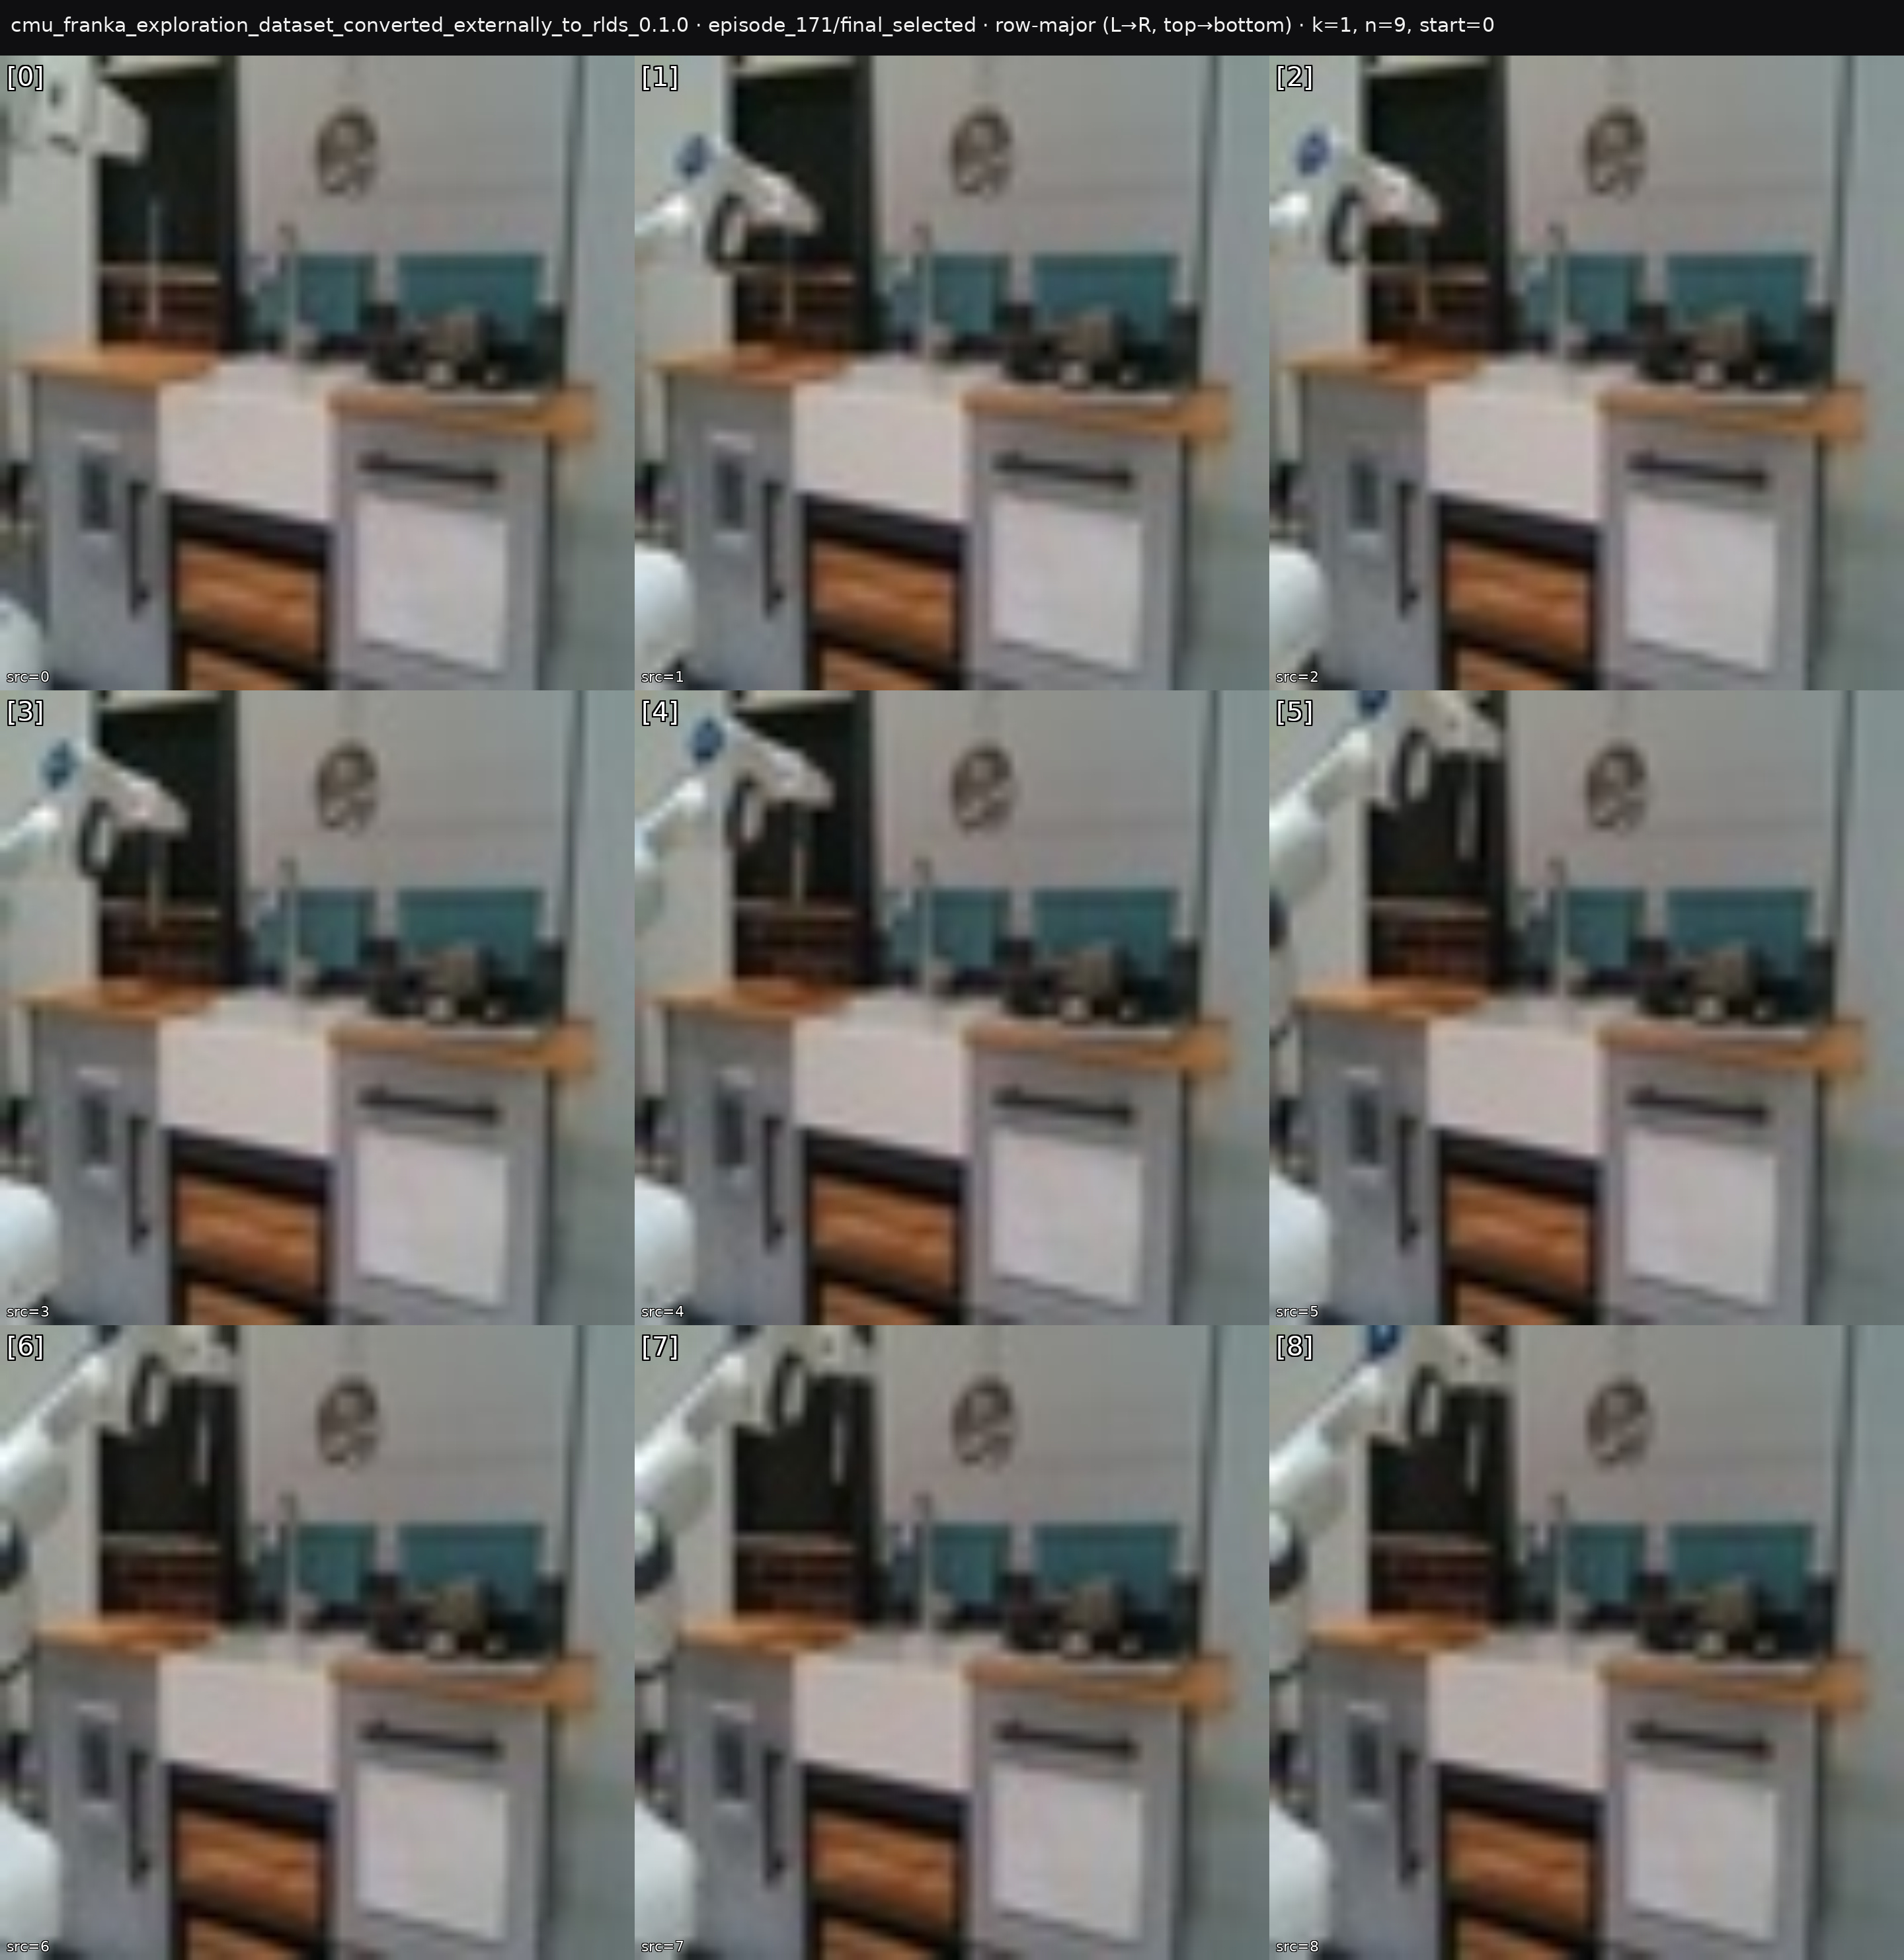 cmu_franka_exploration_dataset_converted_externally_to_rlds_0.1.0 · episode_171/final_selected · row-major (L→R, top→bottom) · k=1, n=9, start=0
[0]
[1]
[2]
src=0
src=1
src=2
[3]
[4]
[5]
src=3
src=4
src=5
[6]
[7]
[8]
src=6
src=7
src=8